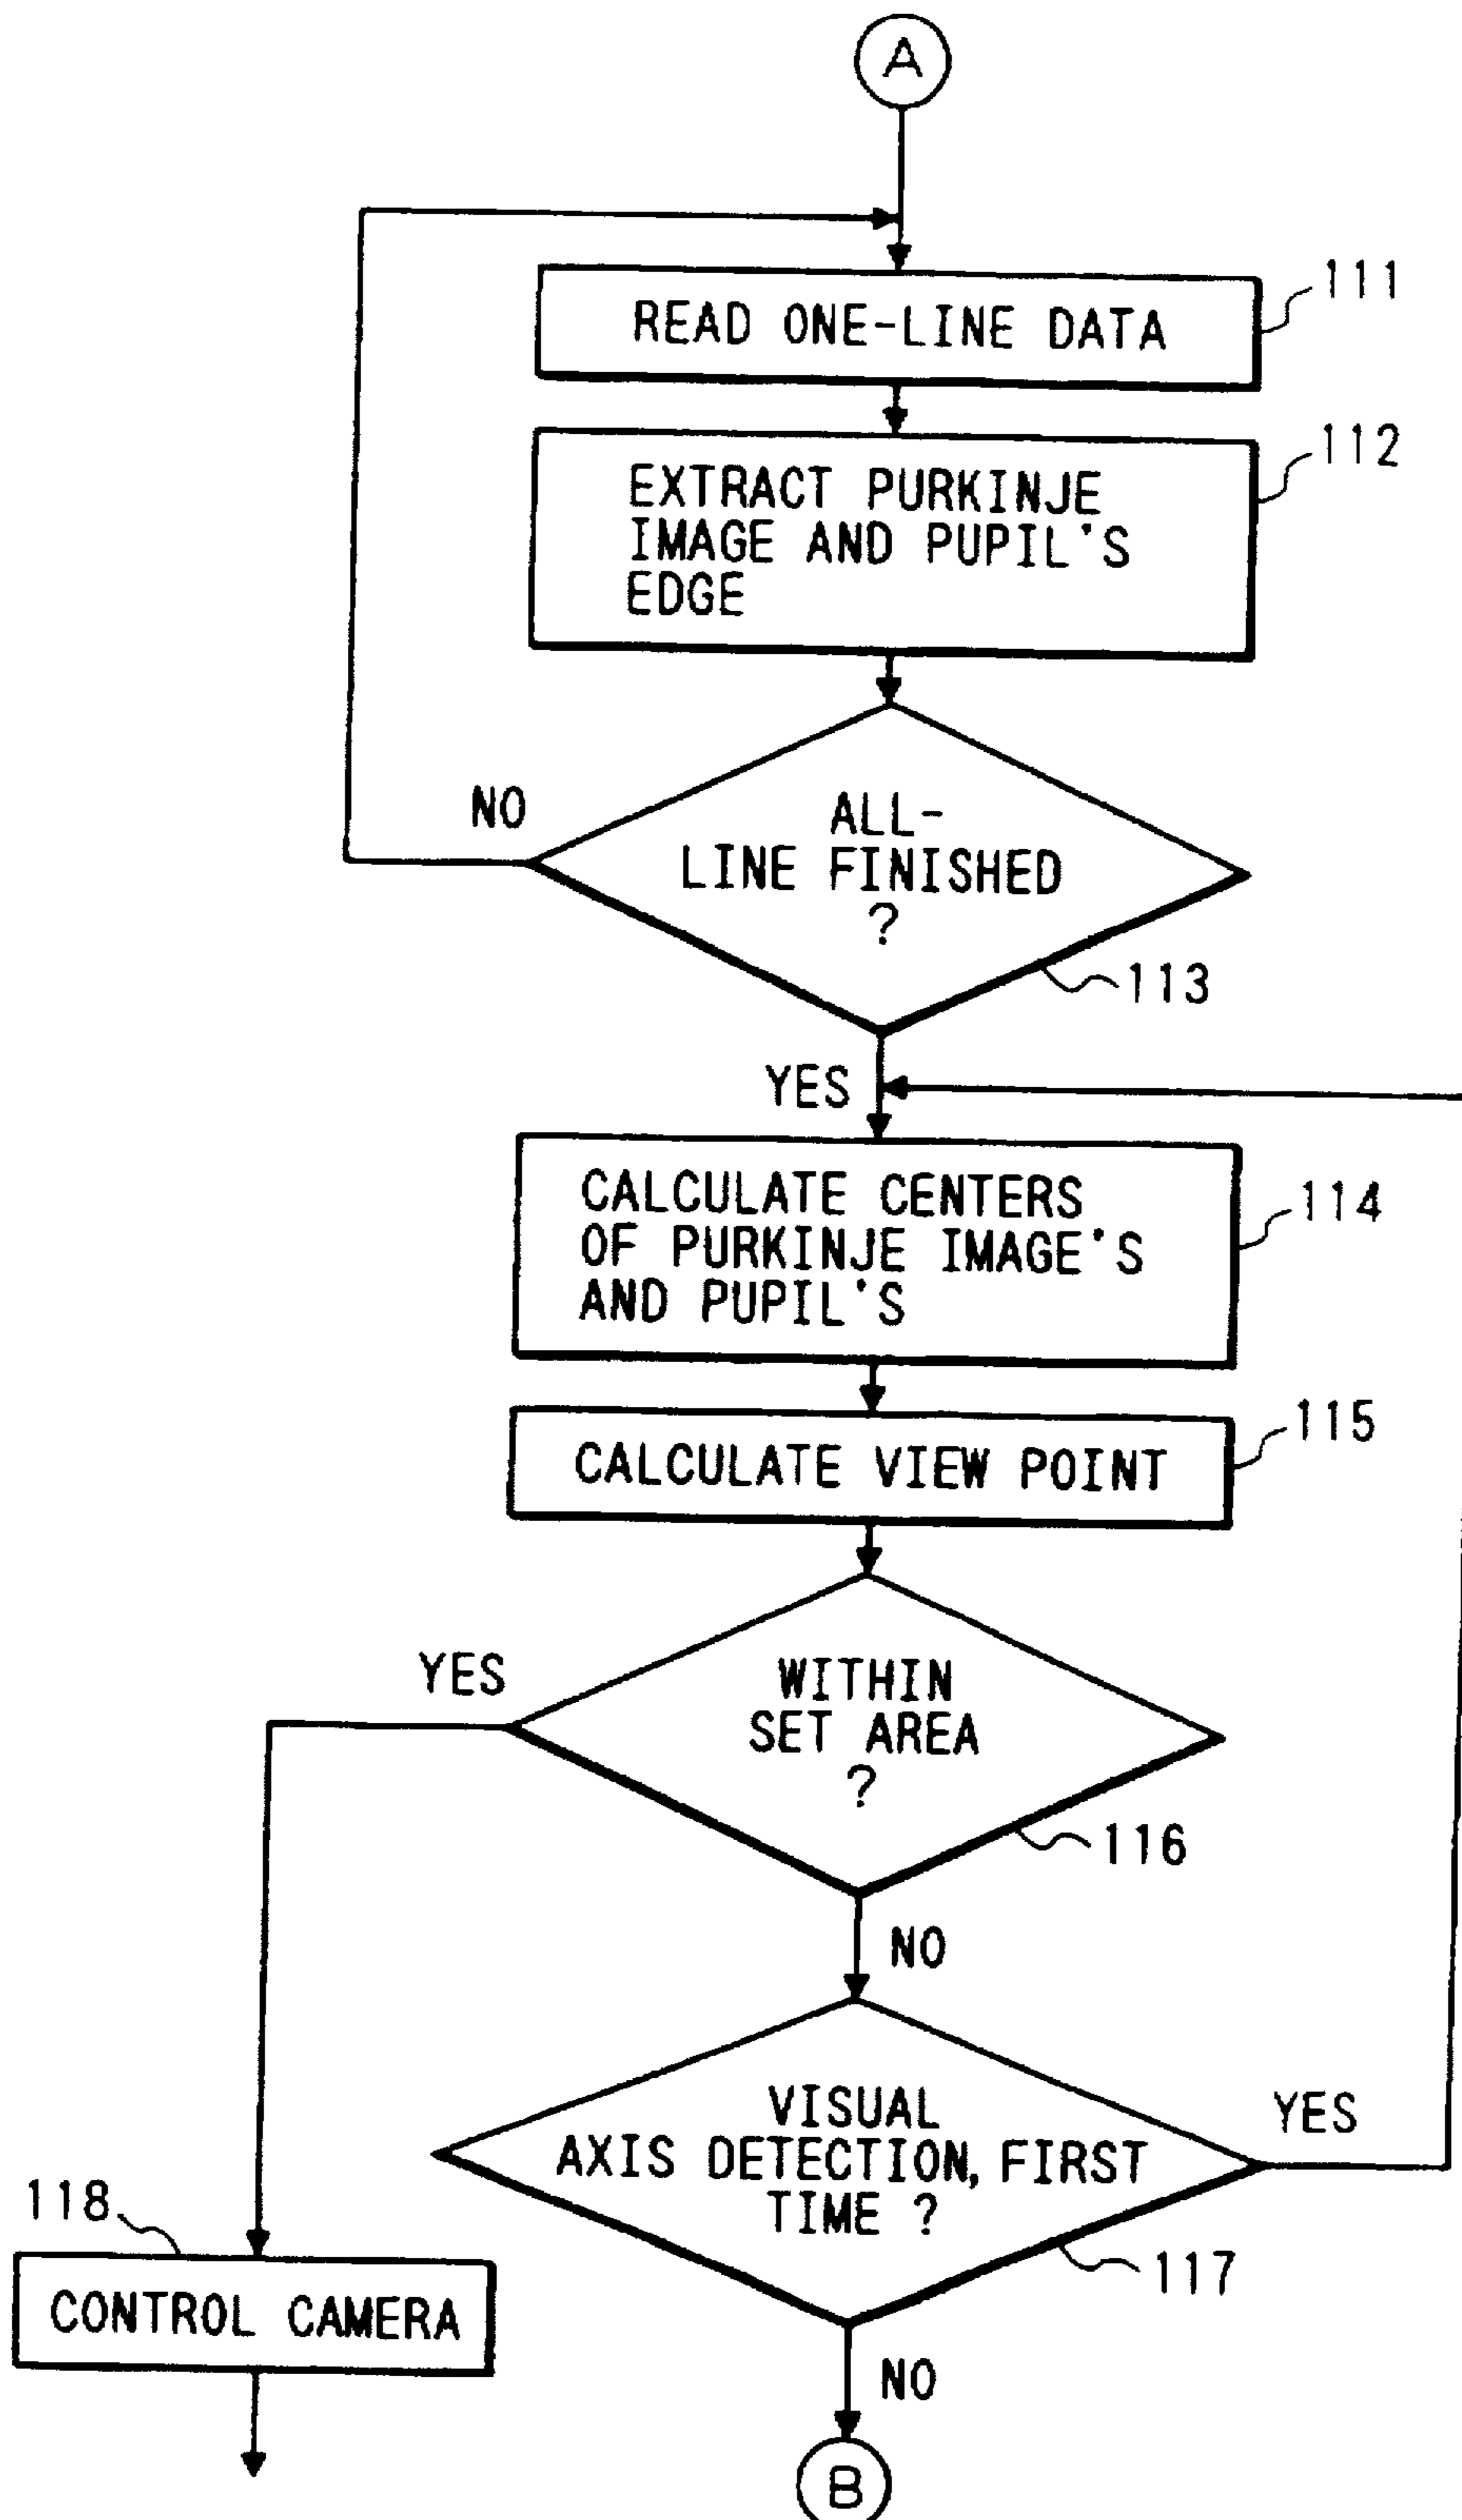 A
READ ONE-LINE DATA
111
EXTRACT PURKINJE
IMAGE AND PUPIL'S
EDGE
112
NO
ALL-
LINE FINISHED
?
113
YES
CALCULATE CENTERS
OF PURKINJE IMAGE'S
AND PUPIL'S
114
CALCULATE VIEW POINT
115
YES
WITHIN
SET AREA
?
116
NO
VISUAL
AXIS DETECTION, FIRST
TIME ?
YES
117
118
CONTROL CAMERA
NO
B